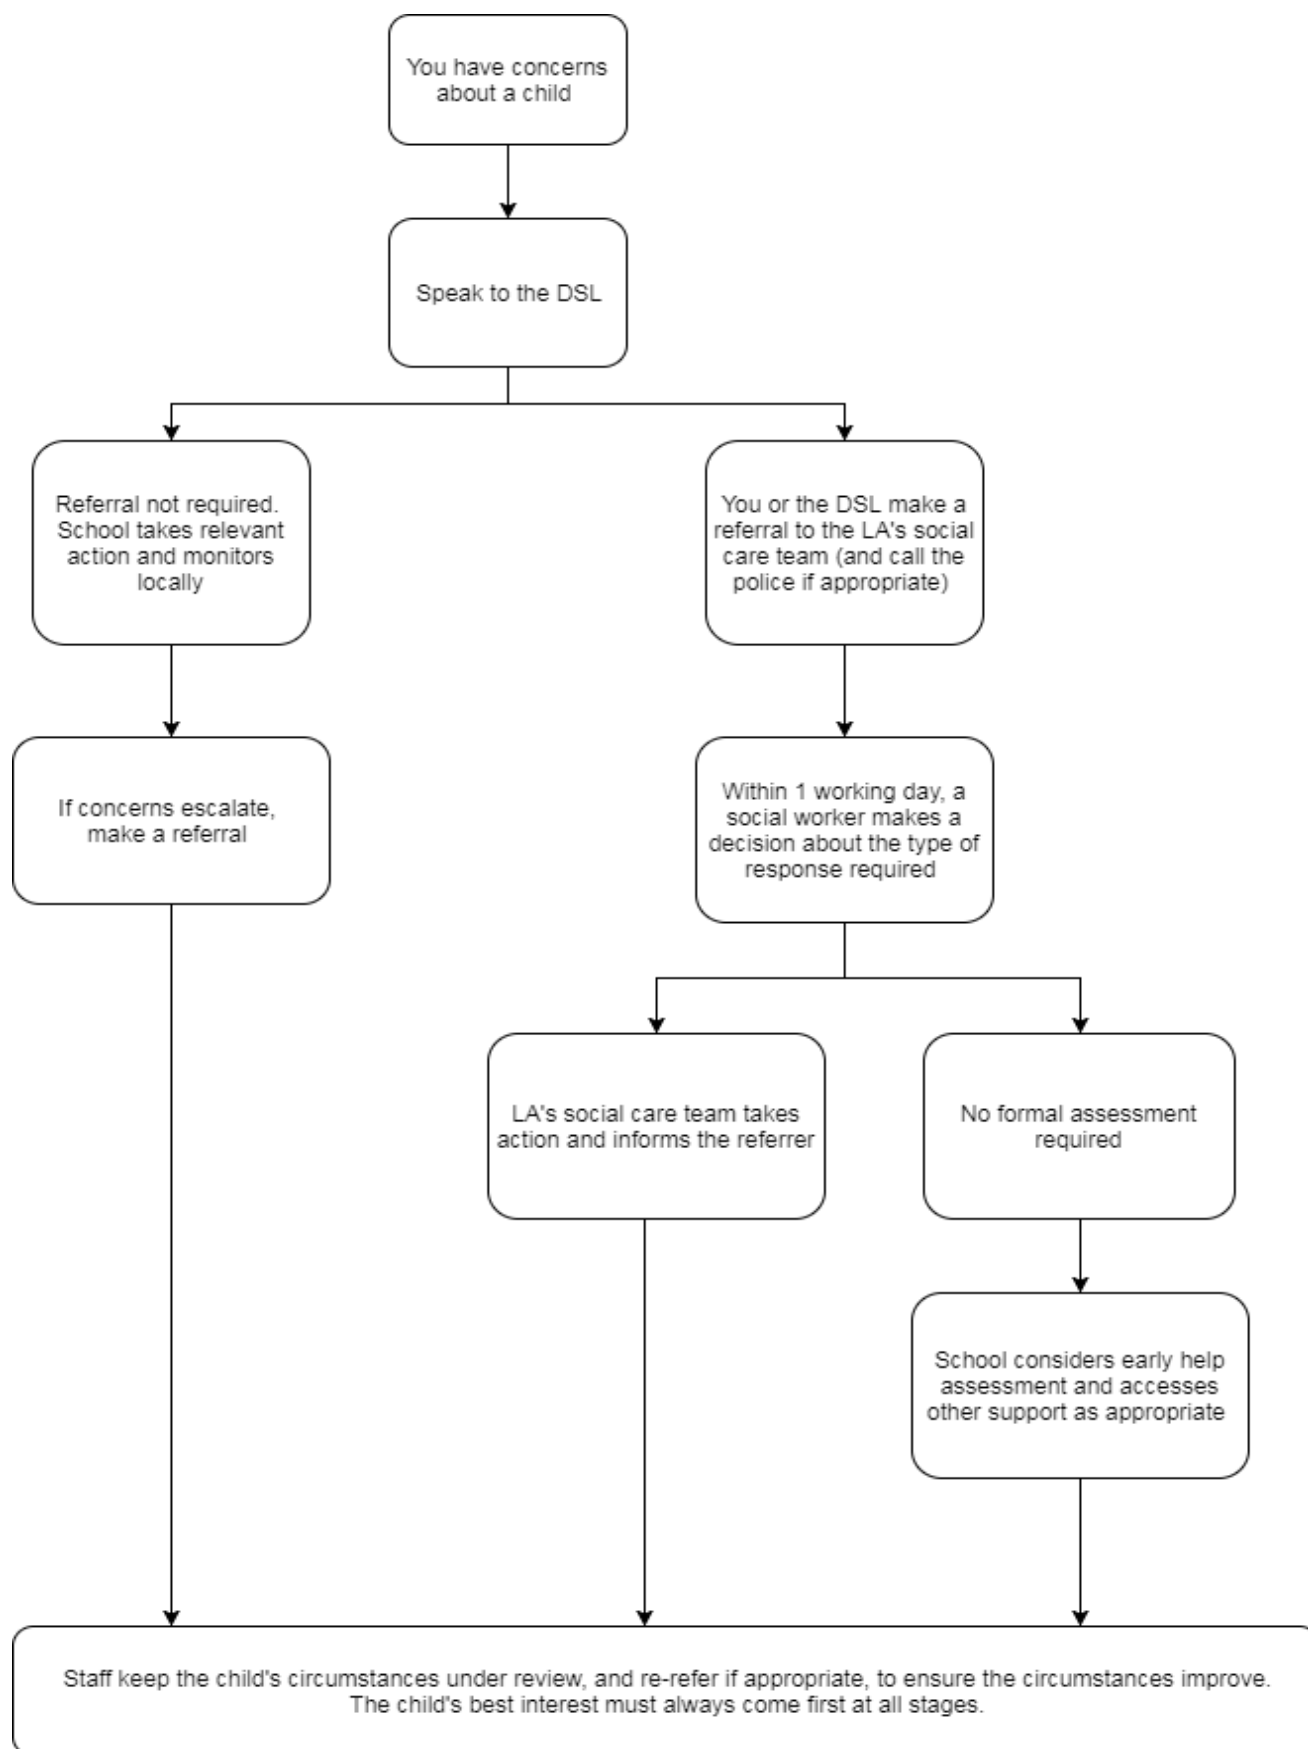 You have concerns
about a child
Speak to the DSL
Referral not required.
School takes relevant
action and monitors
locally
You or the DSL make a
referral to the LA's social
care team (and call the
police if appropriate)
If concerns escalate,
make a referral
Within 1 working day, a
social worker makes a
decision about the type of
response required
LA's social care team takes
action and informs the referrer
No formal assessment
required
School considers early help
assessment and accesses
other support as appropriate
Staff keep the child's circumstances under review, and re-refer if appropriate, to ensure the circumstances improve.
The child's best interest must always come first at all stages.